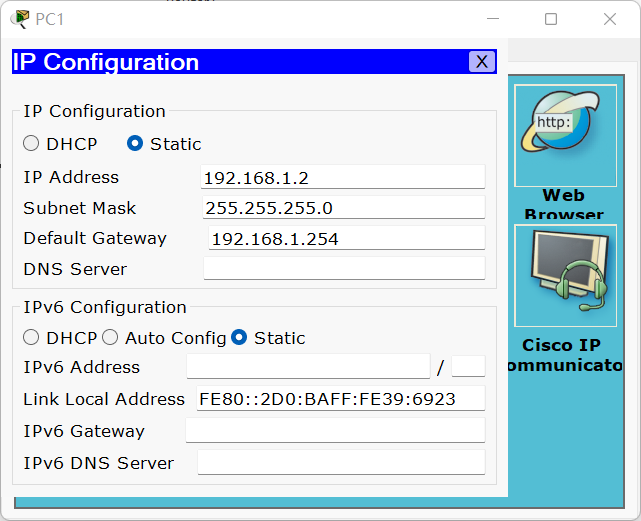 PC1
IP Configuration
X
IP Configuration
DHCP
Static
IP Address
192.168.1.2
Subnet Mask
255.255.255.0
Default Gateway
192.168.1.254
DNS Server
IPv6 Configuration
DHCP
Auto Config
Static
IPv6 Address
/
Link Local Address
FE80::2D0:BAFF:FE39:6923
IPv6 Gateway
IPv6 DNS Server
http:
Web
Browser
Cisco IP
ommunicato